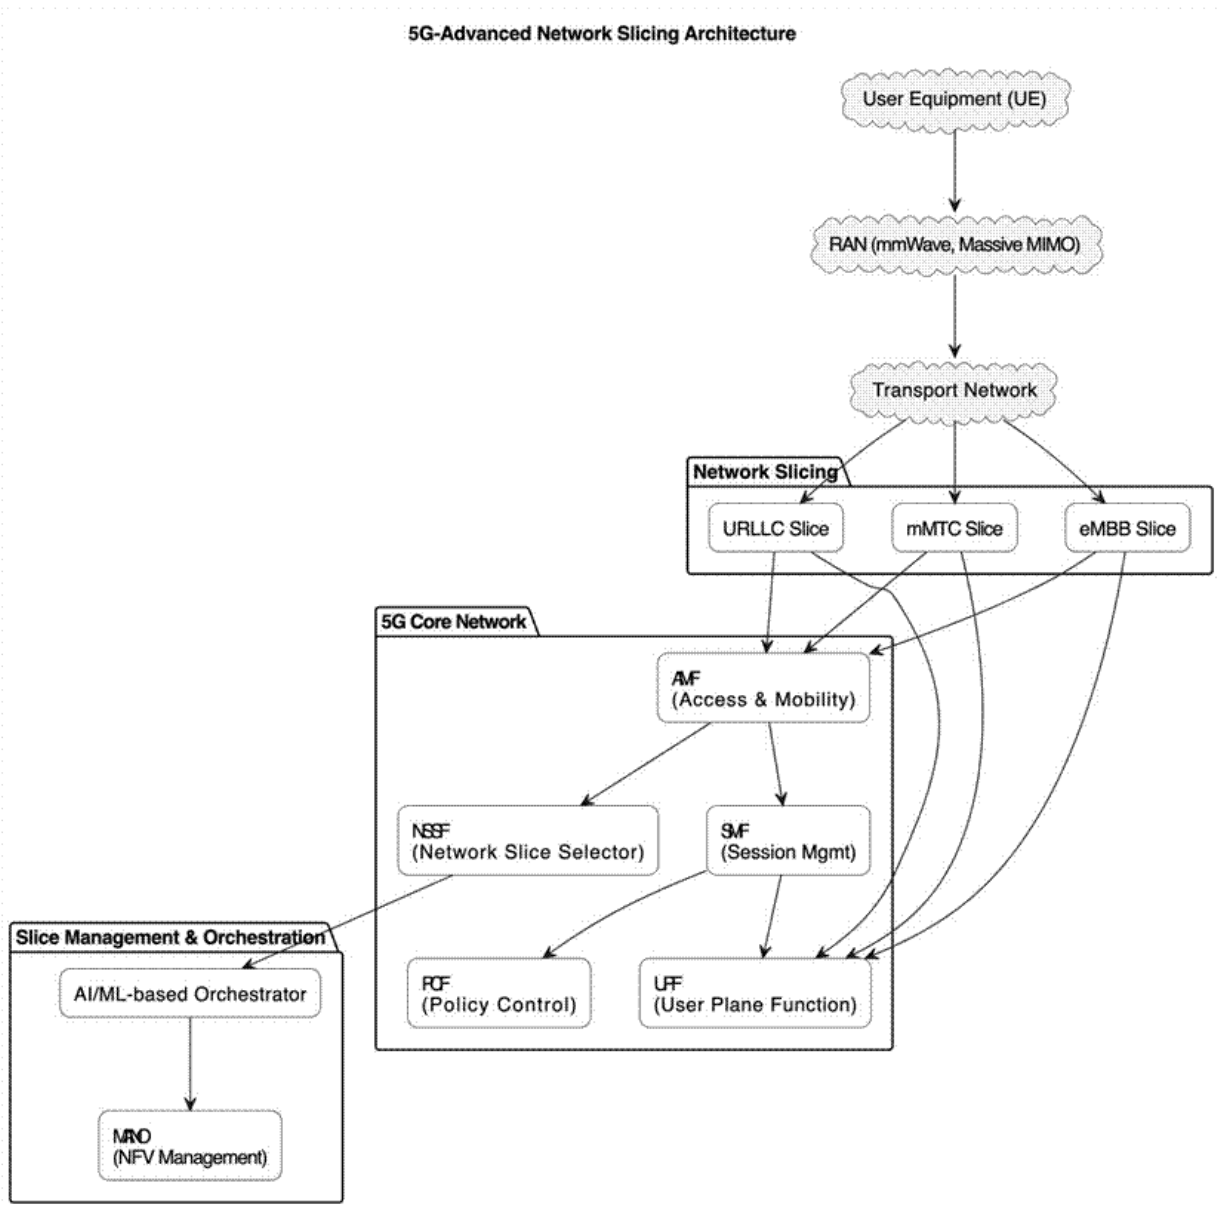 5G-Advanced Network Slicing Architecture
User Equipment (UE)
RAN (mmWave, Massive MIMO)
Transport Network
Network Slicing
URLLC Slice
mMTC Slice
eMBB Slice
5G Core Network
AMF
(Access & Mobility)
NSSF
(Network Slice Selector)
SMF
(Session Mgmt)
Slice Management & Orchestration
AI/ML-based Orchestrator
PCF
(Policy Control)
UPF
(User Plane Function)
MANO
(NFV Management)